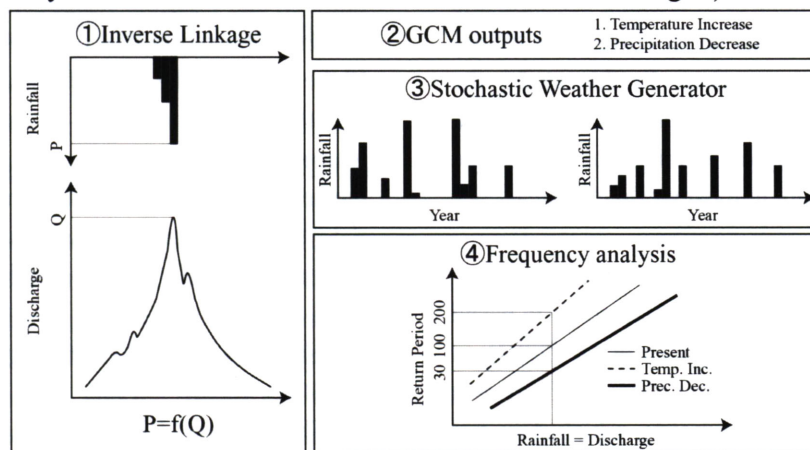 ①Inverse Linkage
Rainfall
P
Q
Discharge
P=f(Q)
②GCM outputs
1. Temperature Increase
2. Precipitation Decrease
③Stochastic Weather Generator
Rainfall
Year
Rainfall
Year
④Frequency analysis
Return Period
200
100
30
Present
Temp. Inc.
Prec. Dec.
Rainfall = Discharge